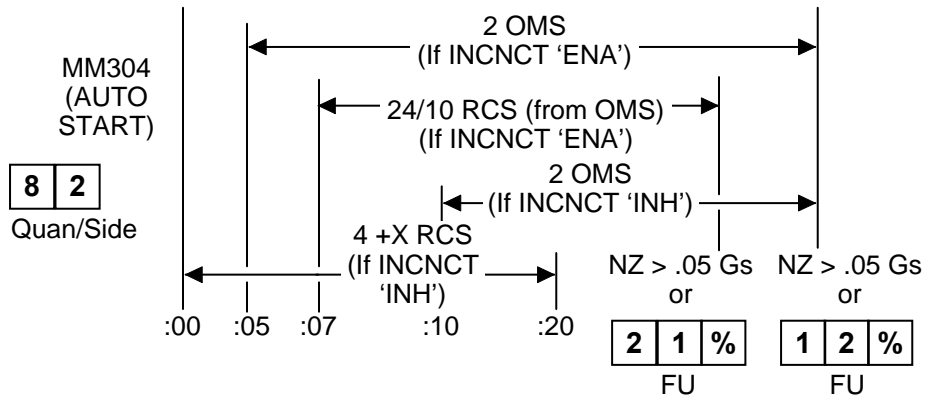 2 OMS
(If INCNCT ‘ENA’)
MM304
(AUTO
START)
24/10 RCS (from OMS)
(If INCNCT ‘ENA’)
8 2
Quan/Side
2 OMS
(If INCNCT ‘INH’)
4 +X RCS
(If INCNCT
‘INH’)
NZ > .05 Gs
or
NZ > .05 Gs
or
:00 :05 :07 :10 :20
2 1 %
FU
1 2 %
FU